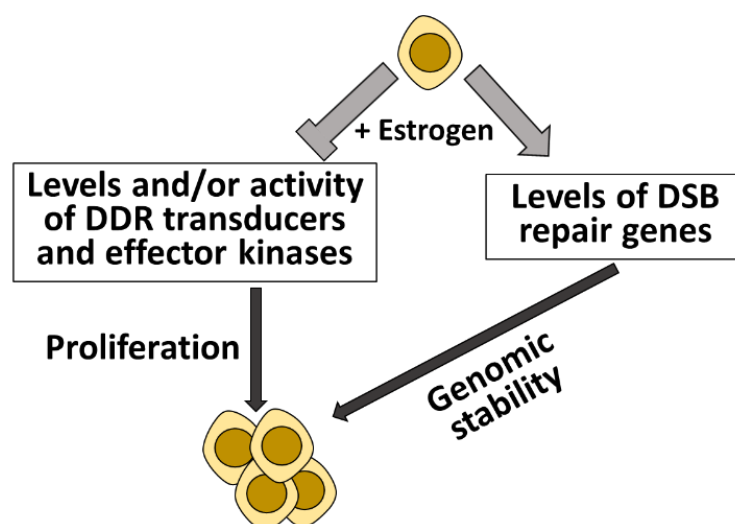 + Estrogen
Levels and/or activity
of DDR transducers
and effector kinases
Levels of DSB
repair genes
Proliferation
Genomic
stability